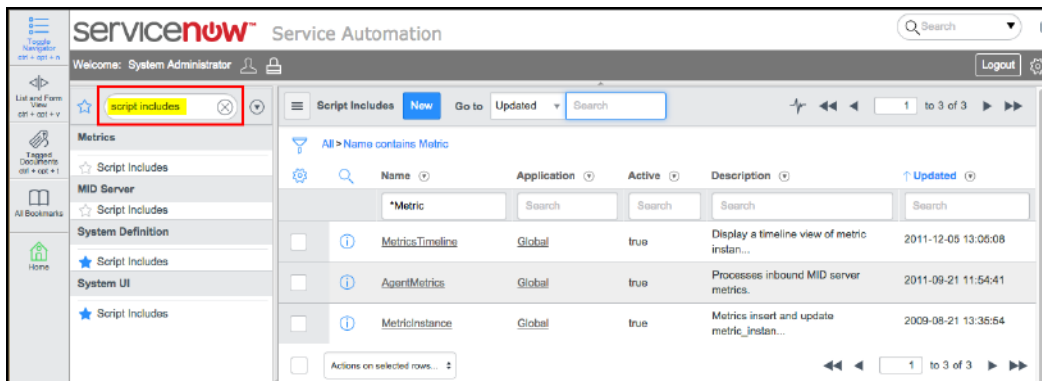 servicenow™ Service Automation
Search
Toggle
Navigator
ctrl + opt + n
Welcome: System Administrator
Logout
List and Form
View
ctrl + opt + v
script includes
Script Includes New Go to Updated Search
1 to 3 of 3
Tagged
Documents
ctrl + opt + t
All Bookmarks
Home
Metrics
Script Includes
MID Server
Script Includes
System Definition
Script Includes
System UI
Script Includes
All > Name contains Metric
Name Application Active Description ↑ Updated
*Metric Search Search Search Search
MetricsTimeline Global true Display a timeline view of metric instan... 2011-12-05 13:05:08
AgentMetrics Global true Processes inbound MID server metrics. 2011-09-21 11:54:41
MetricInstance Global true Metrics insert and update metric_instan... 2009-08-21 13:35:54
Actions on selected rows...
1 to 3 of 3